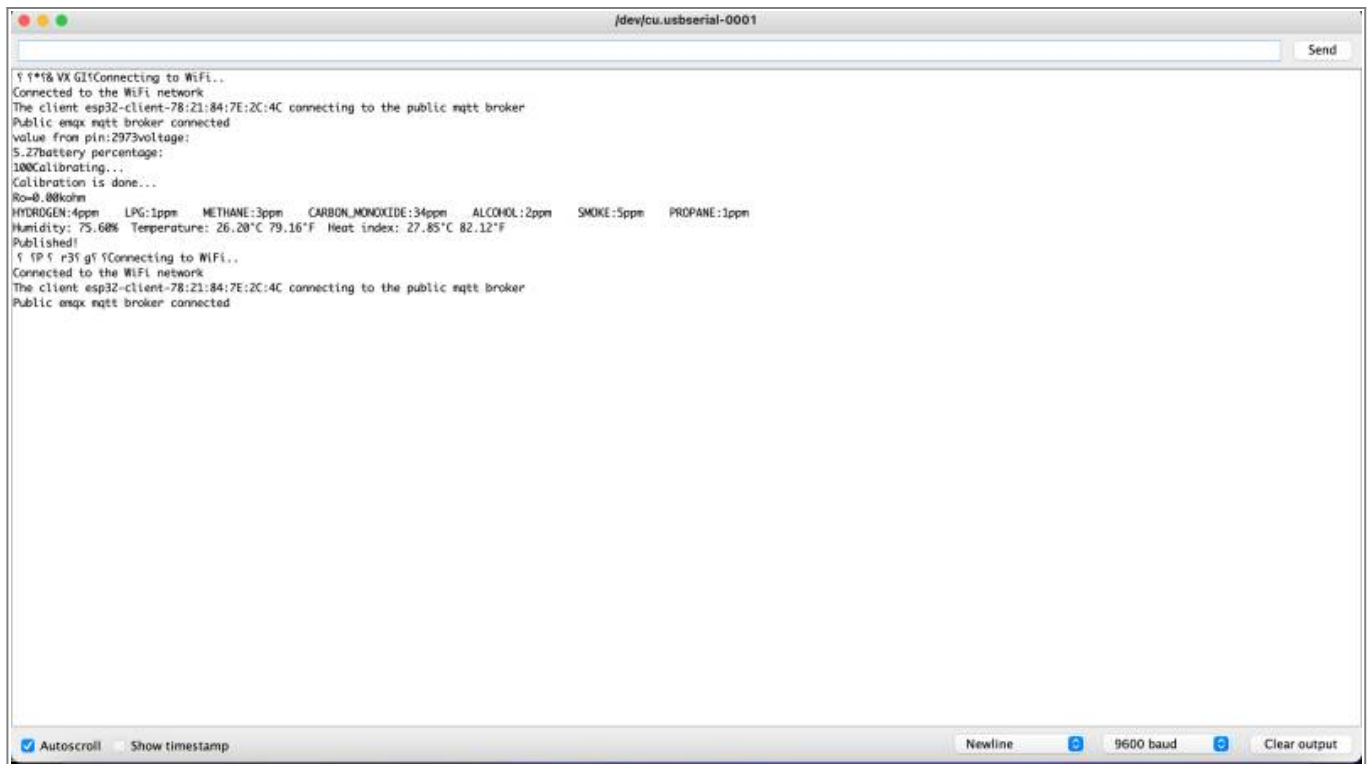 /dev/cu.usbserial-0001
Send
Connecting to WiFi..
Connected to the WiFi network
The client esp32-client-78:21:84:7E:2C:4C connecting to the public mqtt broker
Public emqx mqtt broker connected
value from pin:2973voltage:
5.27battery percentage:
100Calibrating...
Calibration is done...
Ro=0.00kohm
HYDROGEN:4ppm LPG:1ppm METHANE:3ppm CARBON_MONOXIDE:34ppm ALCOHOL:2ppm SMOKE:5ppm PROPANE:1ppm
Humidity: 75.60% Temperature: 26.20°C 79.16°F Heat index: 27.85°C 82.12°F
Published!
Connecting to WiFi..
Connected to the WiFi network
The client esp32-client-78:21:84:7E:2C:4C connecting to the public mqtt broker
Public emqx mqtt broker connected
Autoscroll Show timestamp Newline 9600 baud Clear output